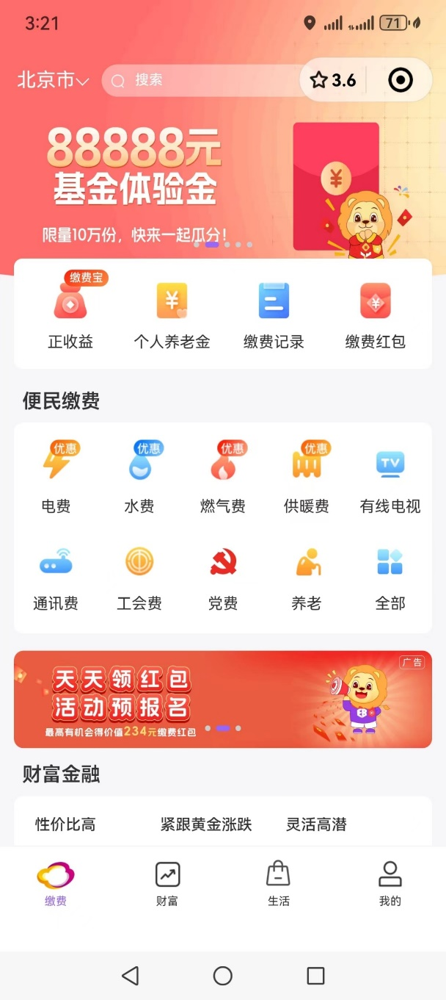 3:21
71
北京市
搜索
3.6
88888元
基金体验金
限量10万份，快来一起瓜分！
缴费宝
正收益
个人养老金
缴费记录
缴费红包
便民缴费
优惠
优惠
优惠
优惠
TV
电费
水费
燃气费
供暖费
有线电视
通讯费
工会费
党费
养老
全部
广告
天天领红包
活动预报名
最高有机会得价值234元缴费红包
财富金融
性价比高
紧跟黄金涨跌
灵活高潜
缴费
财富
生活
我的